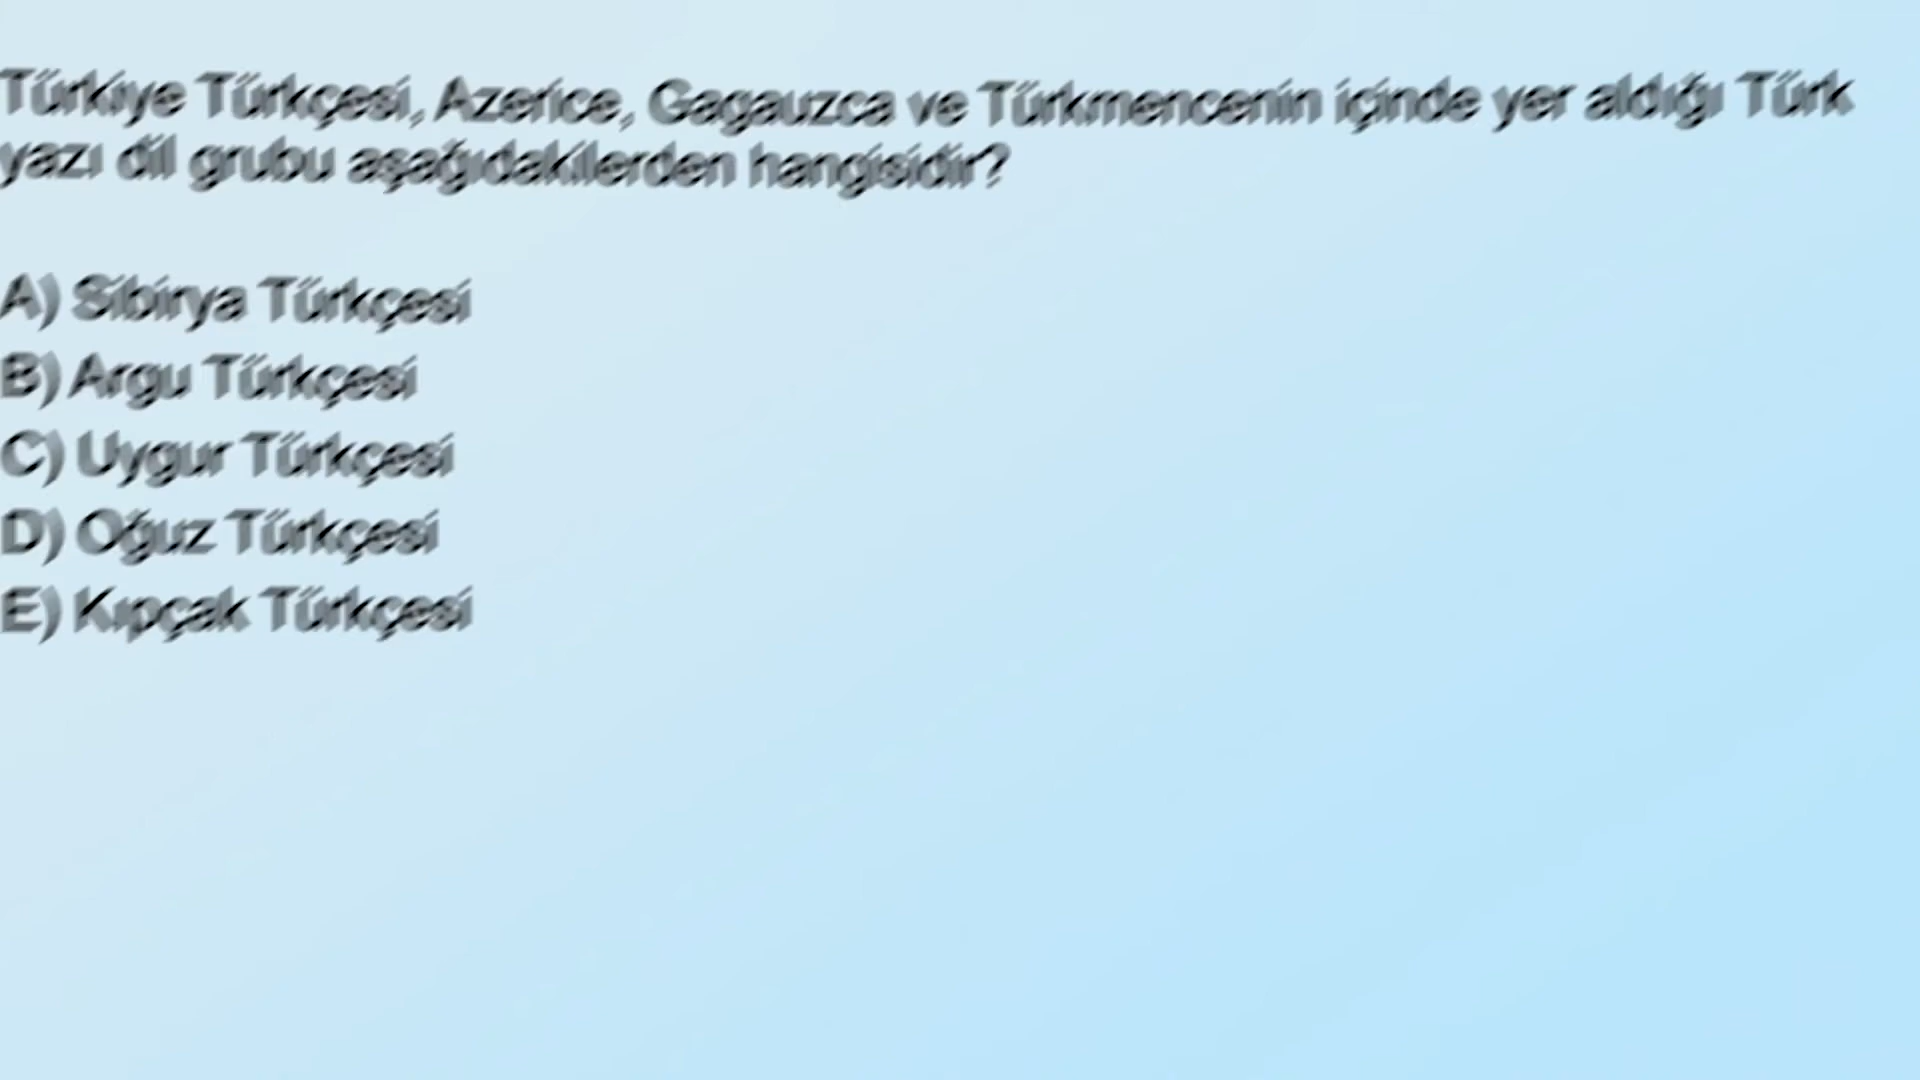 Türkiye Türkçesi, Azerice, Gagauzca ve Türkmencenin içinde yer aldığı Türk
yazı dil grubu aşağıdakilerden hangisidir?
A) Sibirya Türkçesi
B) Argu Türkçesi
C) Uygur Türkçesi
D) Oğuz Türkçesi
E) Kıpçak Türkçesi